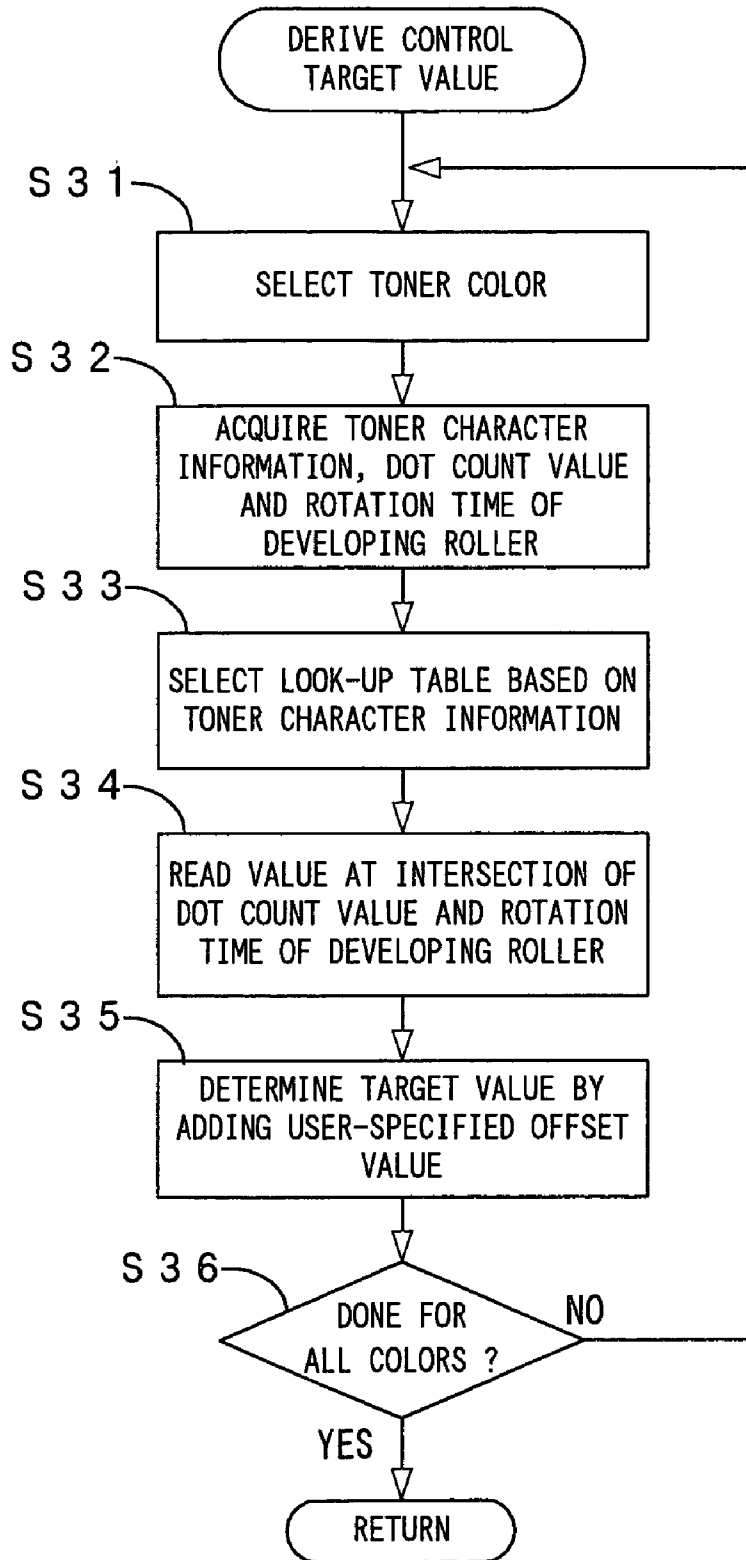 DERIVE CONTROL
TARGET VALUE
S31
SELECT TONER COLOR
S32
ACQUIRE TONER CHARACTER
INFORMATION, DOT COUNT VALUE
AND ROTATION TIME OF
DEVELOPING ROLLER
S33
SELECT LOOK-UP TABLE BASED ON
TONER CHARACTER INFORMATION
S34
READ VALUE AT INTERSECTION OF
DOT COUNT VALUE AND ROTATION
TIME OF DEVELOPING ROLLER
S35
DETERMINE TARGET VALUE BY
ADDING USER-SPECIFIED OFFSET
VALUE
S36
DONE FOR
ALL COLORS ?
NO
YES
RETURN